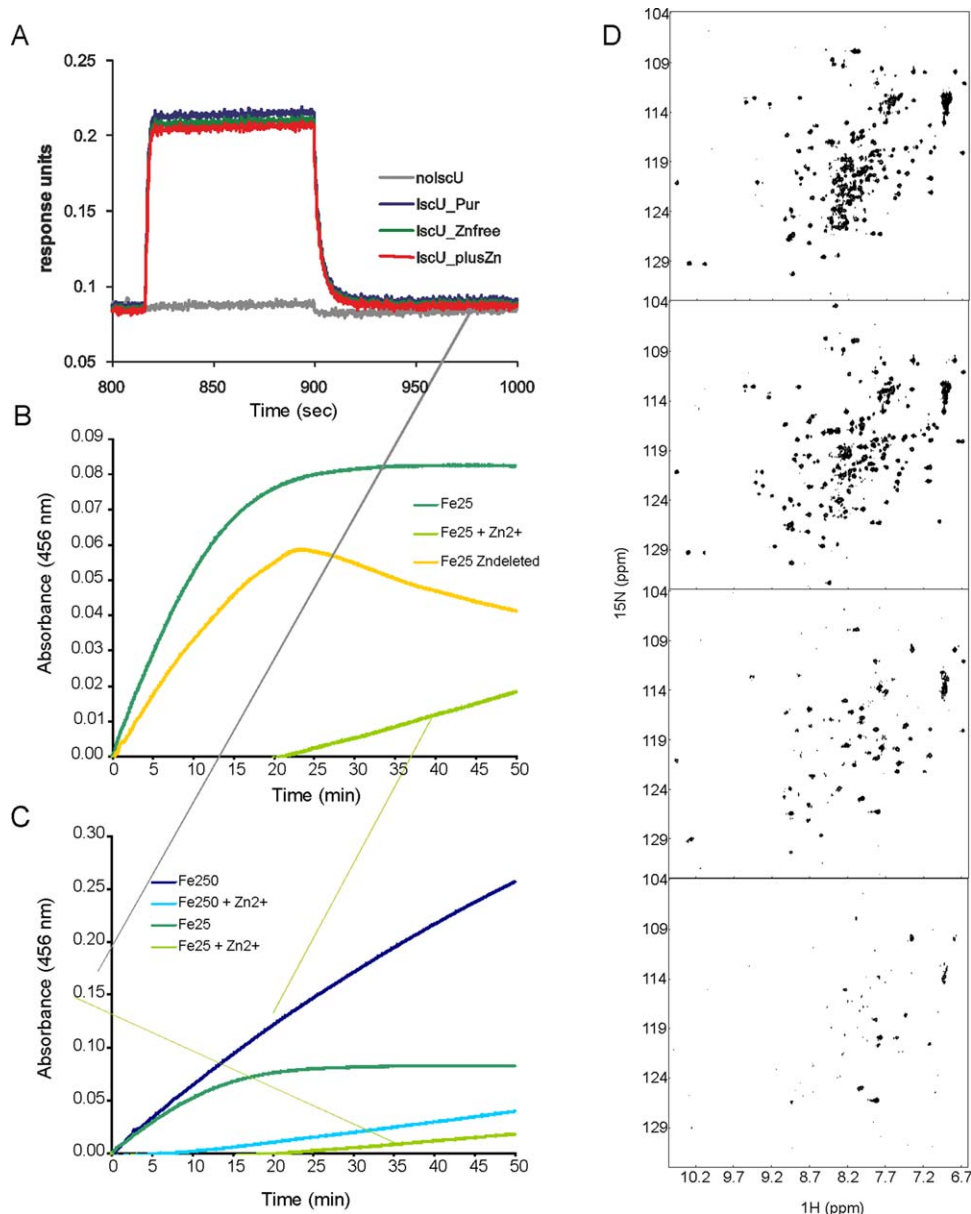 A
0.25
0.20
0.15
0.1
0.05
response units
noIscU
IscU_Pur
IscU_Znfree
IscU_plusZn
800 850 900 950 1000
Time (sec)
B
0.09
0.08
0.07
0.06
0.05
0.04
0.03
0.02
0.01
0.00
Absorbance (456 nm)
Fe25
Fe25 + Zn2+
Fe25 Zndeleted
0 5 10 15 20 25 30 35 40 45 50
Time (min)
C
0.30
0.25
0.20
0.15
0.10
0.05
0.00
Absorbance (456 nm)
Fe250
Fe250 + Zn2+
Fe25
Fe25 + Zn2+
0 5 10 15 20 25 30 35 40 45 50
Time (min)
D
104
109
114
119
124
129
104
109
114
119
124
129
104
109
114
119
124
129
104
109
114
119
124
129
15N (ppm)
10.2 9.7 9.2 8.7 8.2 7.7 7.2 6.7
1H (ppm)